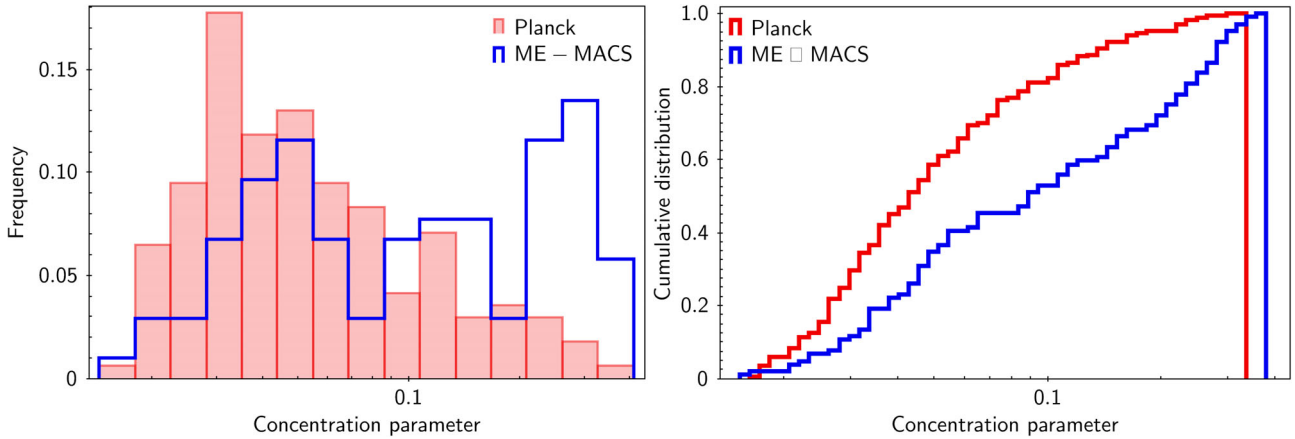 Planck
ME – MACS
0.15
0.10
0.05
0
Frequency
0.1
Concentration parameter
Planck
ME □ MACS
1.0
0.8
0.6
0.4
0.2
0
Cumulative distribution
0.1
Concentration parameter